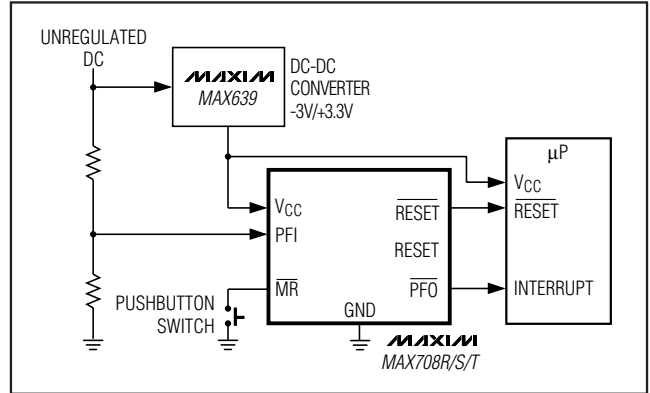 UNREGULATED
DC
MAXIM
MAX639
DC-DC
CONVERTER
-3V/+3.3V
μP
VCC
RESET
INTERRUPT
VCC
PFI
MR
RESET
RESET
PFO
GND
PUSHBUTTON
SWITCH
MAXIM
MAX708R/S/T